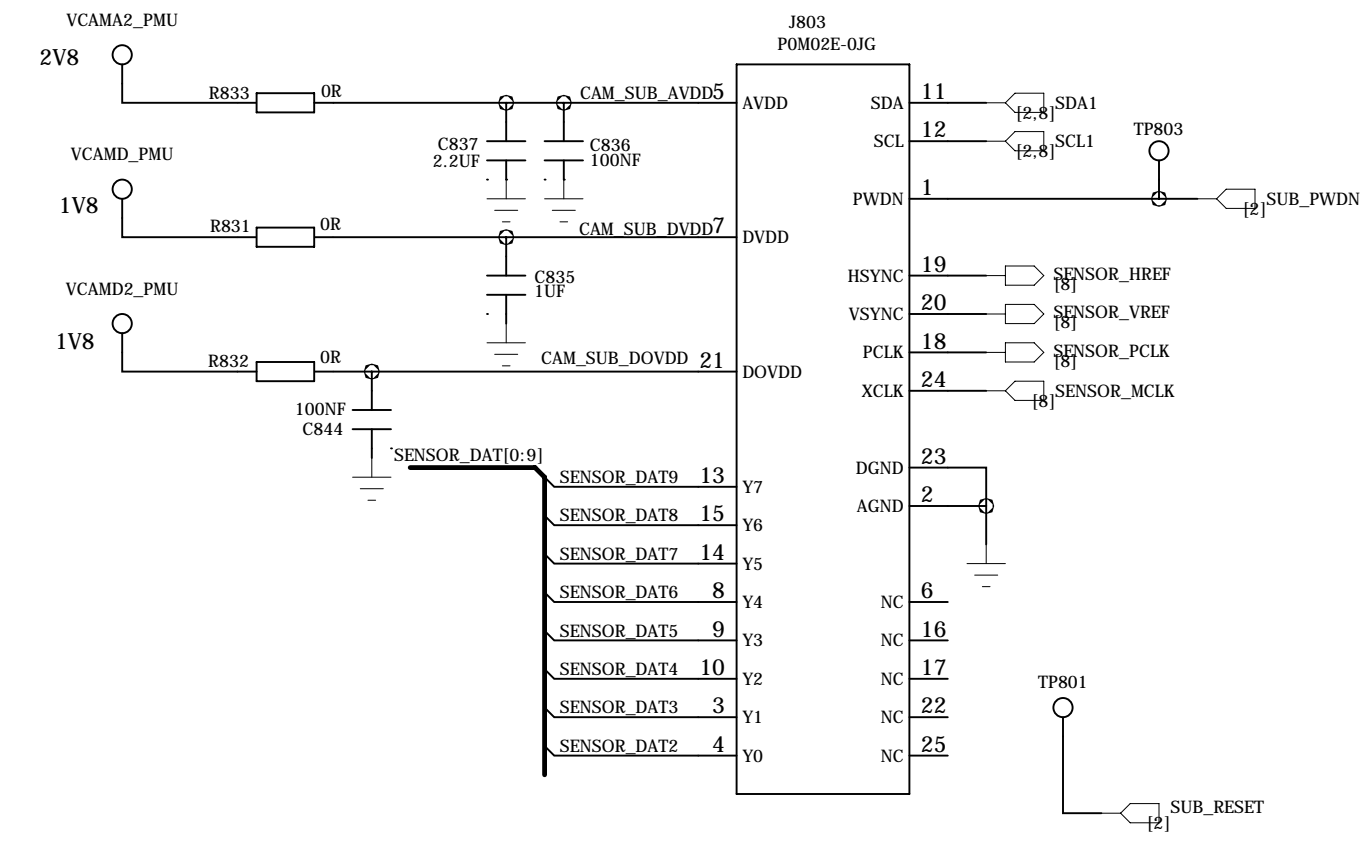 VCAMA2_PMU
2V8
R833 0R
CAM_SUB_AVDD 5 AVDD
C837
2.2UF
C836
100NF
VCAMD_PMU
1V8
R831 0R
CAM_SUB_DVDD 7 DVDD
C835
1UF
VCAMD2_PMU
1V8
R832 0R
CAM_SUB_DOVDD 21 DOVDD
100NF
C844
SENSOR_DAT[0:9]
SENSOR_DAT9 13 Y7
SENSOR_DAT8 15 Y6
SENSOR_DAT7 14 Y5
SENSOR_DAT6 8 Y4
SENSOR_DAT5 9 Y3
SENSOR_DAT4 10 Y2
SENSOR_DAT3 3 Y1
SENSOR_DAT2 4 Y0
J803
P0M02E-0JG
SDA 11 SDA1
[2,8]
SCL 12 SCL1
[2,8]
TP803
PWDN 1 SUB_PWDN
[2]
HSYNC 19 SENSOR_HREF
[8]
VSYNC 20 SENSOR_VREF
[8]
PCLK 18 SENSOR_PCLK
[8]
XCLK 24 SENSOR_MCLK
[8]
DGND 23
AGND 2
NC 6
NC 16
NC 17
NC 22
NC 25
TP801
SUB_RESET
[2]